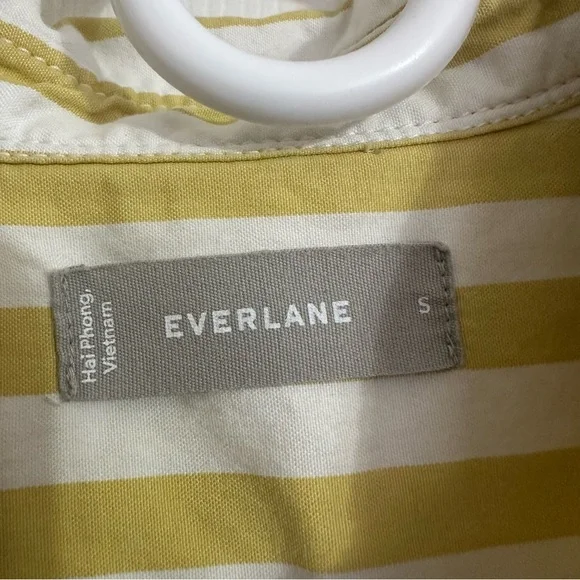 Hai Phong,
Vietnam
EVERLANE
S